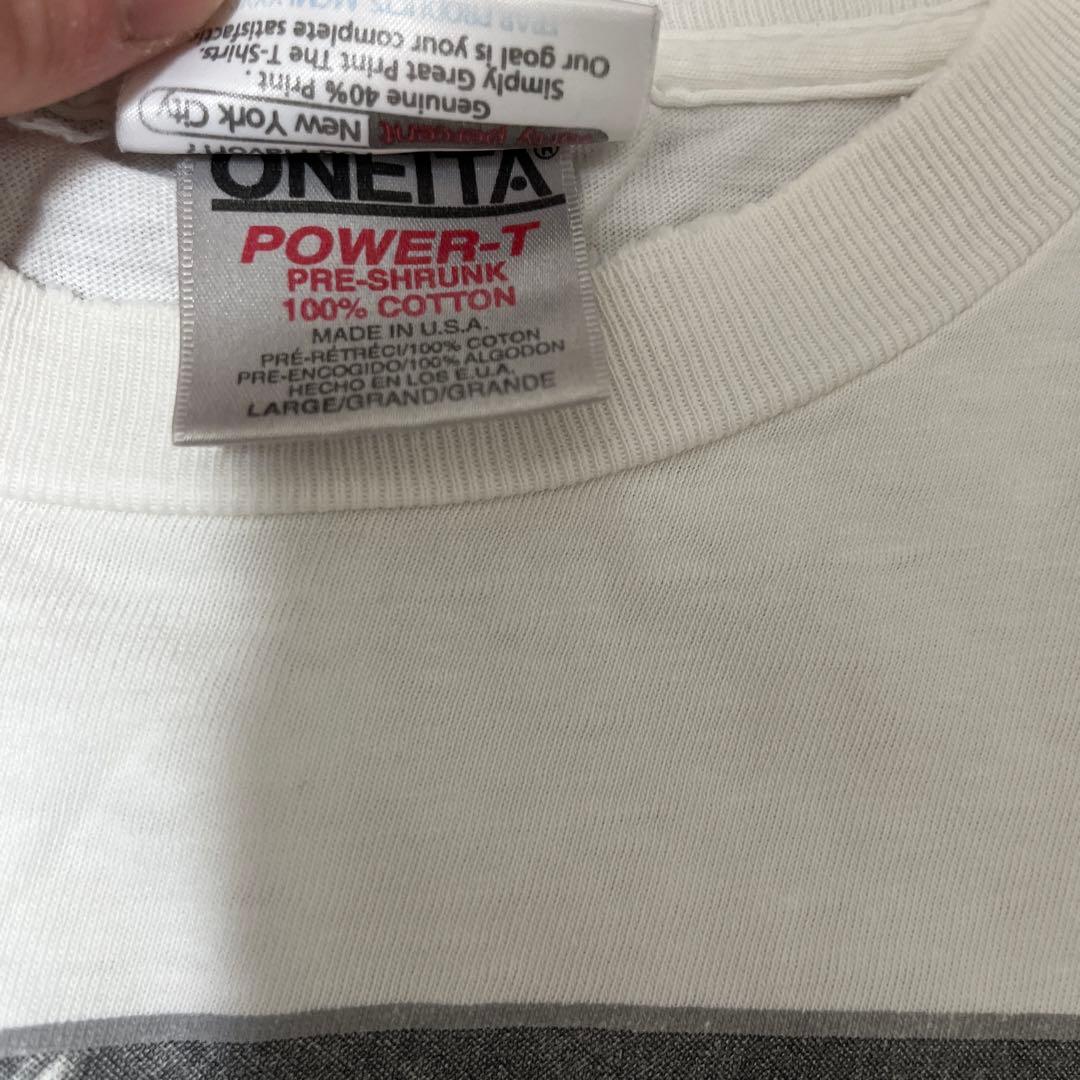 New York City
Genuine 40% Print .
Simply Great Print The T-Shirts.
Our goal is your complete satisfactio
ONEITA®
POWER-T
PRE-SHRUNK
100% COTTON
MADE IN U.S.A.
PRÉ-RÉTRÉCI/100% COTON
PRE-ENCOGIDO/100% ALGODON
HECHO EN LOS E.U.A.
LARGE/GRAND/GRANDE